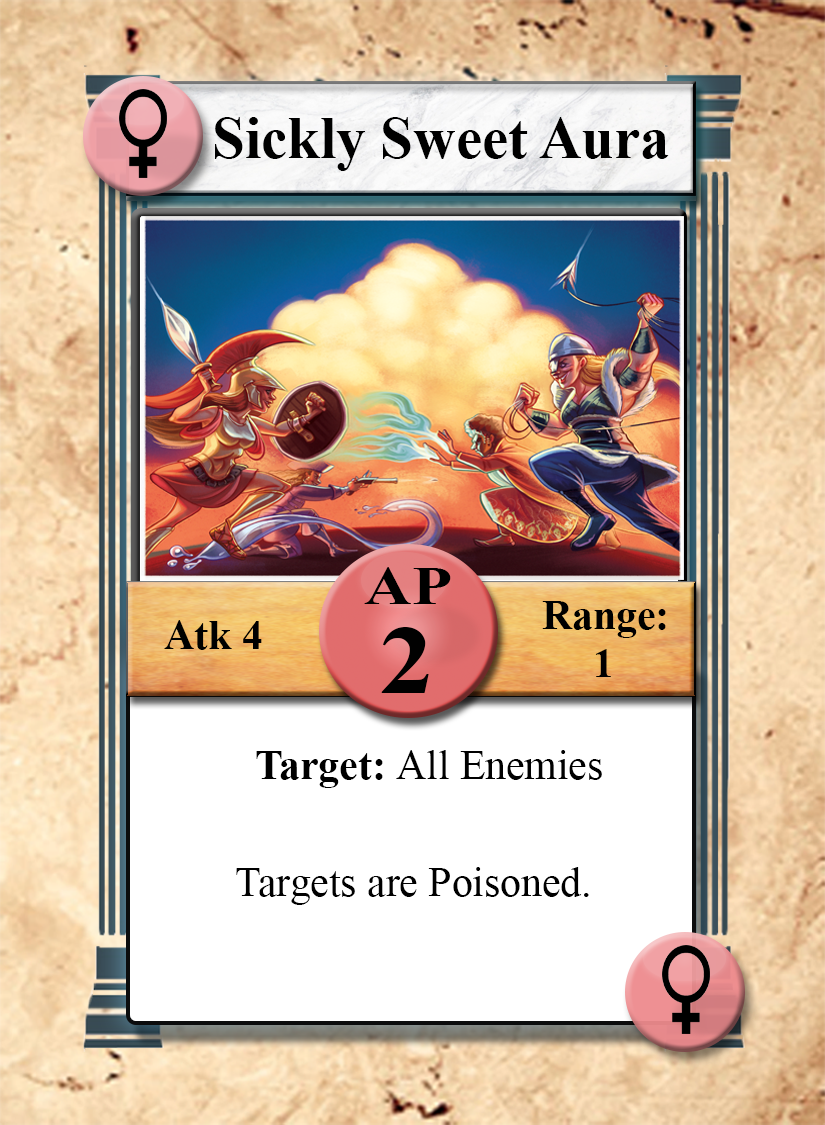 Sickly Sweet Aura
Atk 4
AP
2
Range:
1
Target: All Enemies
Targets are Poisoned.